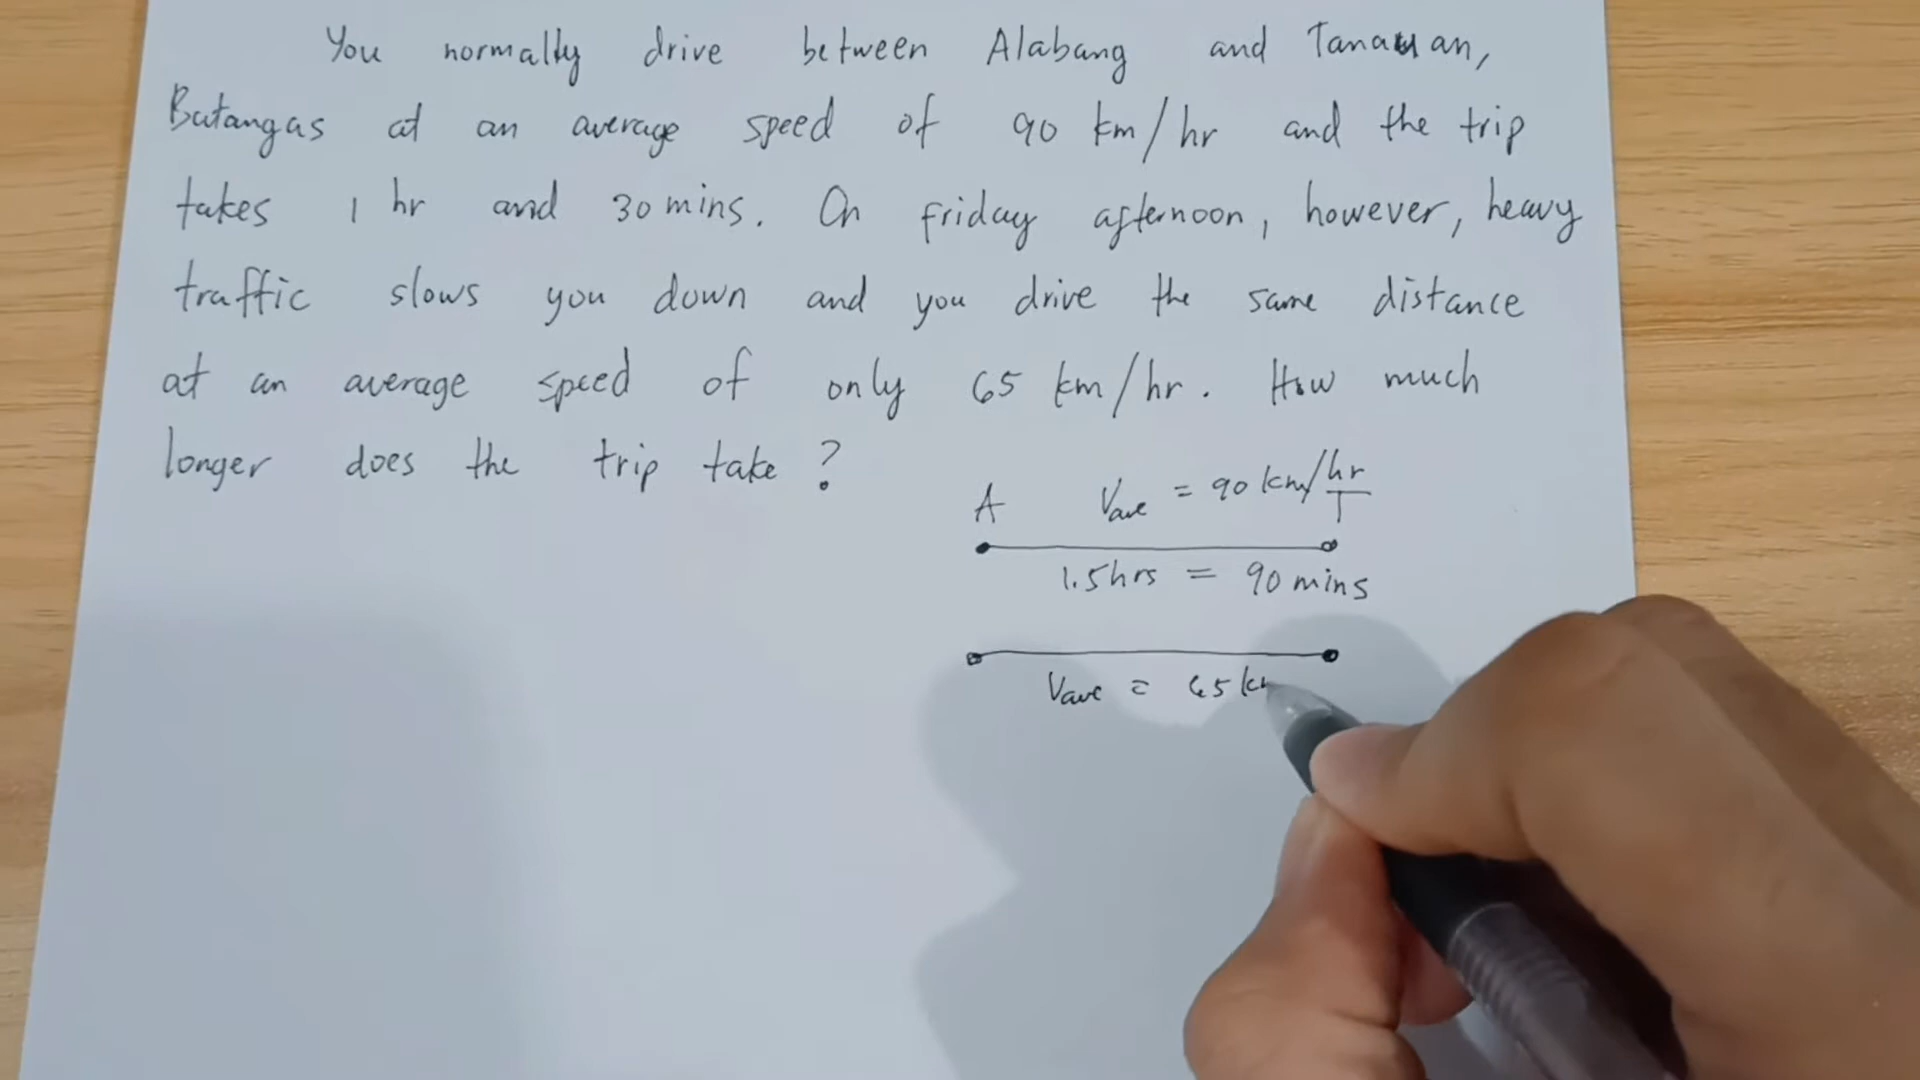 You normally drive between Alabang and Tanauan,
Batangas at an average speed of 90 km/hr and the trip
takes 1 hr and 30 mins. On Friday afternoon, however, heavy
traffic slows you down and you drive the same distance
at an average speed of only 65 km/hr. How much
longer does the trip take?
A Vave = 90 km/hr
T
1.5 hrs = 90 mins
Vave = 65 km